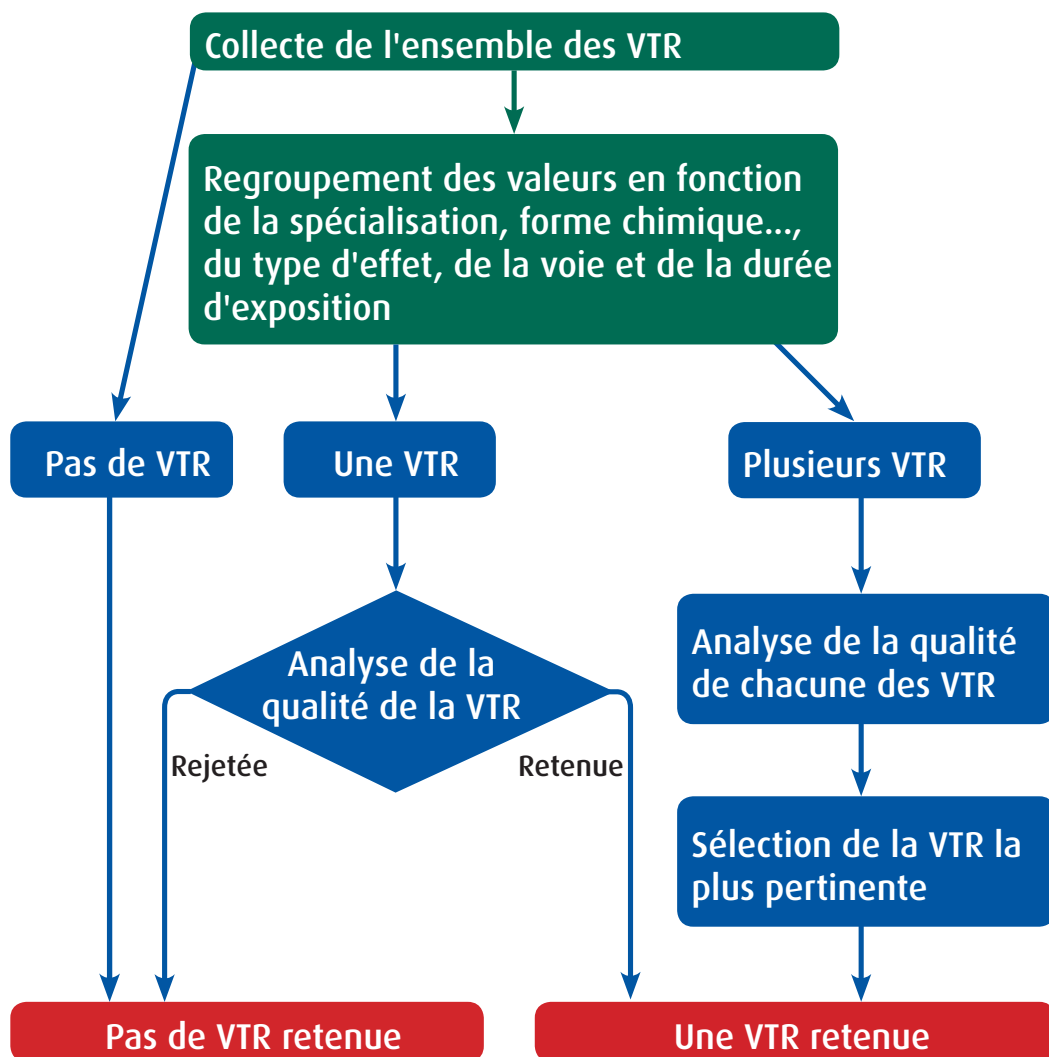 Collecte de l'ensemble des VTR
Regroupement des valeurs en fonction
de la spécialisation, forme chimique...,
du type d'effet, de la voie et de la durée
d'exposition
Pas de VTR
Une VTR
Plusieurs VTR
Analyse de la
qualité de la VTR
Rejetée
Retenue
Analyse de la qualité
de chacune des VTR
Sélection de la VTR la
plus pertinente
Pas de VTR retenue
Une VTR retenue